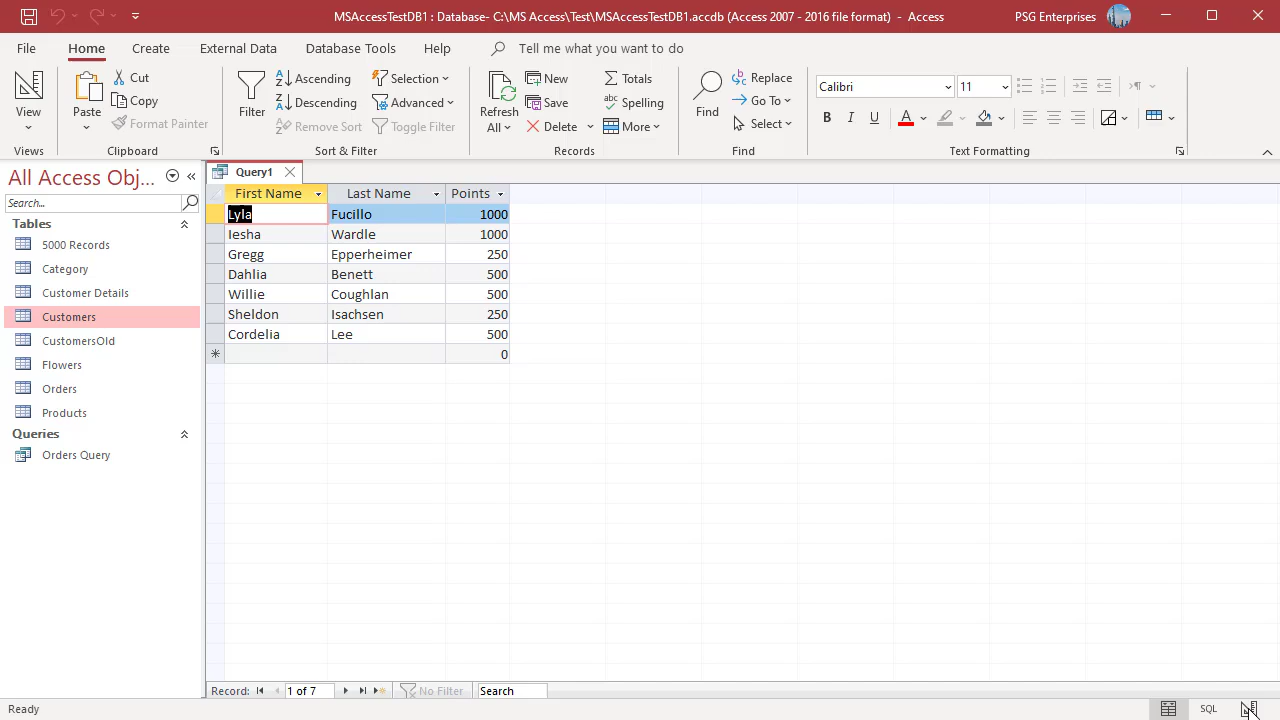 MSAccessTestDB1 : Database- C:\MS Access\Test\MSAccessTestDB1.accdb (Access 2007 - 2016 file format) - Access
PSG Enterprises
File Home Create External Data Database Tools Help Tell me what you want to do
View
Views
Paste
Cut
Copy
Format Painter
Clipboard
Filter
Ascending
Descending
Remove Sort
Selection
Advanced
Toggle Filter
Sort & Filter
Refresh
All
New
Save
Delete
Totals
Spelling
More
Records
Find
Replace
Go To
Select
Find
Calibri 11
B I U A
Text Formatting
All Access Obj...
Search...
Tables
5000 Records
Category
Customer Details
Customers
CustomersOld
Flowers
Orders
Products
Queries
Orders Query
Query1
First Name Last Name Points
Lyla Fucillo 1000
Iesha Wardle 1000
Gregg Epperheimer 250
Dahlia Benett 500
Willie Coughlan 500
Sheldon Isachsen 250
Cordelia Lee 500
* 0
Record: 1 of 7 No Filter Search
Ready SQL